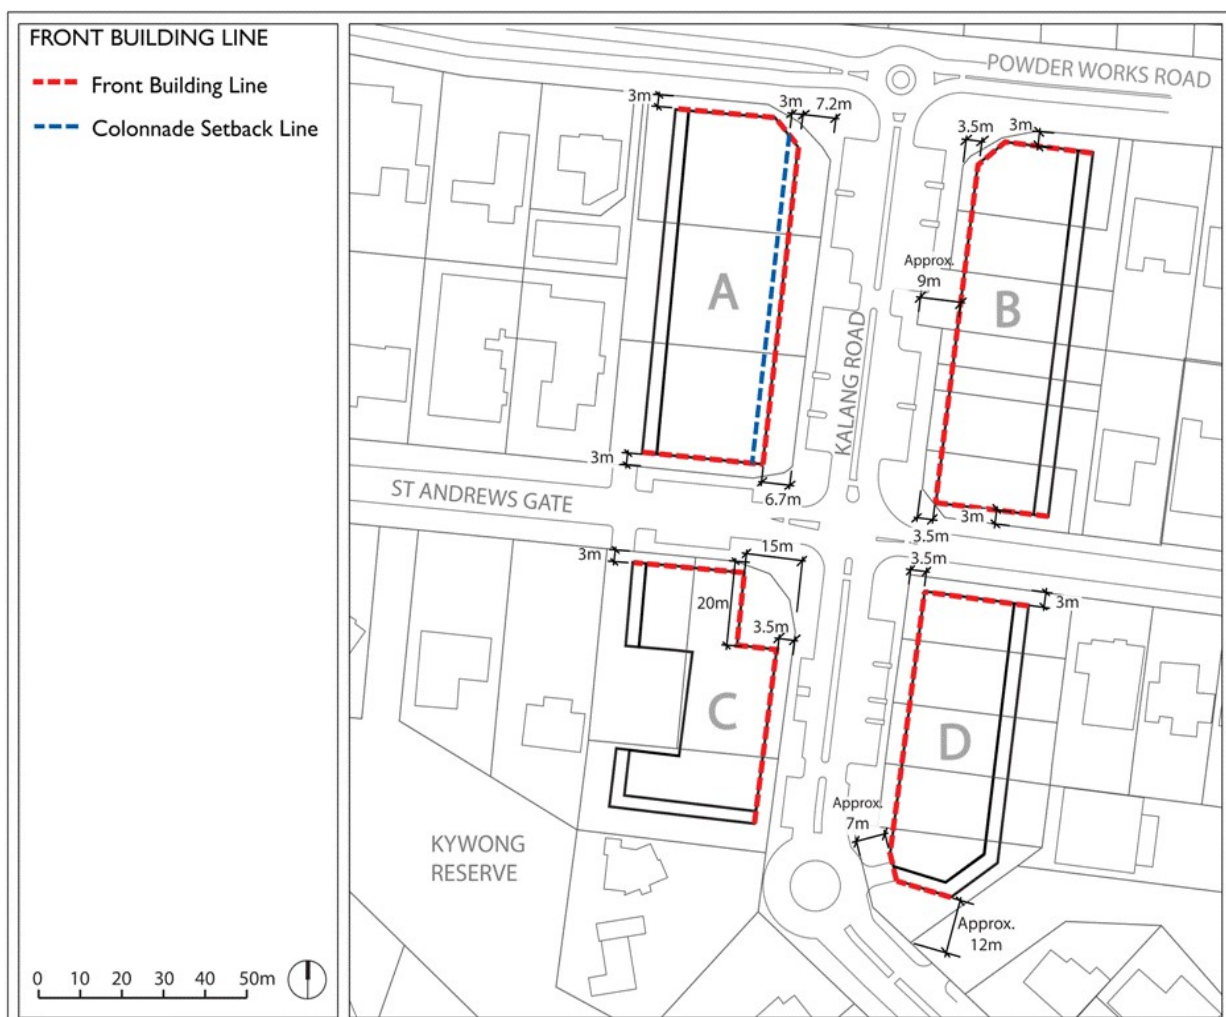 FRONT BUILDING LINE
Front Building Line
Colonnade Setback Line
0 10 20 30 40 50m
POWDER WORKS ROAD
3m
3m
7.2m
3.5m
3m
Approx.
9m
A
B
KALANG ROAD
3m
6.7m
ST ANDREWS GATE
3m
3.5m
3m
15m
3.5m
20m
3m
3.5m
C
D
Approx.
7m
KYWONG
RESERVE
Approx.
12m